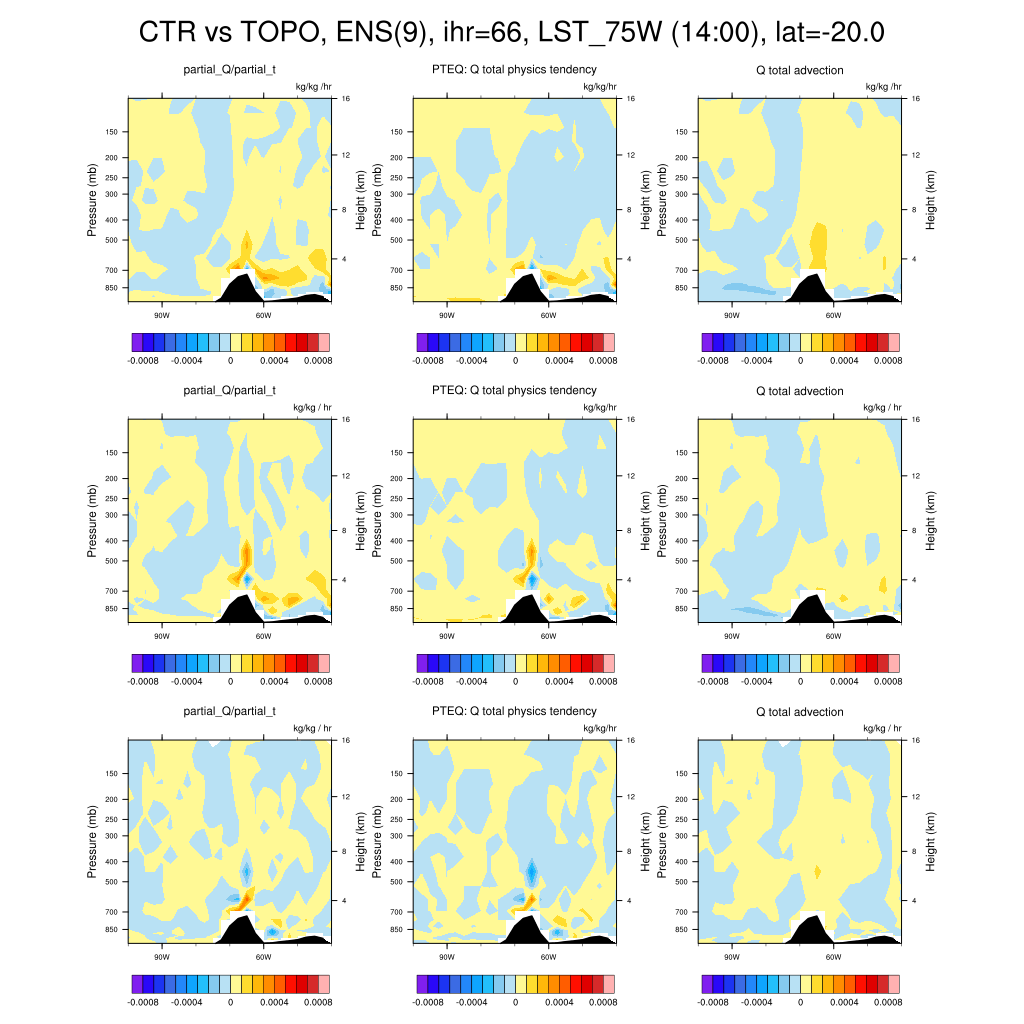 CTR vs TOPO, ENS(9), ihr=66, LST_75W (14:00), lat=-20.0
partial_Q/partial_t PTEQ: Q total physics tendency Q total advection
kg/kg /hr kg/kg/hr kg/kg /hr
Pressure (mb) 150 200 250 300 400 500 700 850 90W 60W 16 12 8 4 Height (km)
Pressure (mb) 150 200 250 300 400 500 700 850 90W 60W 16 12 8 4 Height (km)
Pressure (mb) 150 200 250 300 400 500 700 850 90W 60W 16 12 8 4 Height (km)
-0.0008 -0.0004 0 0.0004 0.0008 -0.0008 -0.0004 0 0.0004 0.0008 -0.0008 -0.0004 0 0.0004 0.0008
partial_Q/partial_t PTEQ: Q total physics tendency Q total advection
kg/kg / hr kg/kg/hr kg/kg / hr
Pressure (mb) 150 200 250 300 400 500 700 850 90W 60W 16 12 8 4 Height (km)
Pressure (mb) 150 200 250 300 400 500 700 850 90W 60W 16 12 8 4 Height (km)
Pressure (mb) 150 200 250 300 400 500 700 850 90W 60W 16 12 8 4 Height (km)
-0.0008 -0.0004 0 0.0004 0.0008 -0.0008 -0.0004 0 0.0004 0.0008 -0.0008 -0.0004 0 0.0004 0.0008
partial_Q/partial_t PTEQ: Q total physics tendency Q total advection
kg/kg / hr kg/kg/hr kg/kg / hr
Pressure (mb) 150 200 250 300 400 500 700 850 90W 60W 16 12 8 4 Height (km)
Pressure (mb) 150 200 250 300 400 500 700 850 90W 60W 16 12 8 4 Height (km)
Pressure (mb) 150 200 250 300 400 500 700 850 90W 60W 16 12 8 4 Height (km)
-0.0008 -0.0004 0 0.0004 0.0008 -0.0008 -0.0004 0 0.0004 0.0008 -0.0008 -0.0004 0 0.0004 0.0008